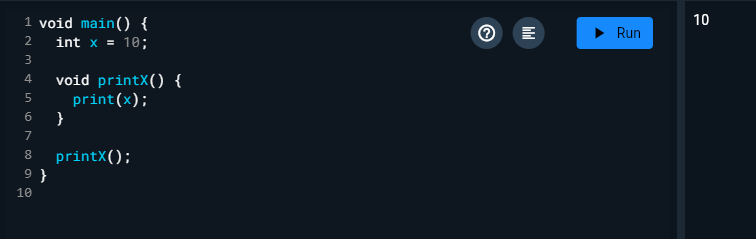 1 void main() {
2   int x = 10;
3
4   void printX() {
5     print(x);
6   }
7
8   printX();
9 }
10
Run
10